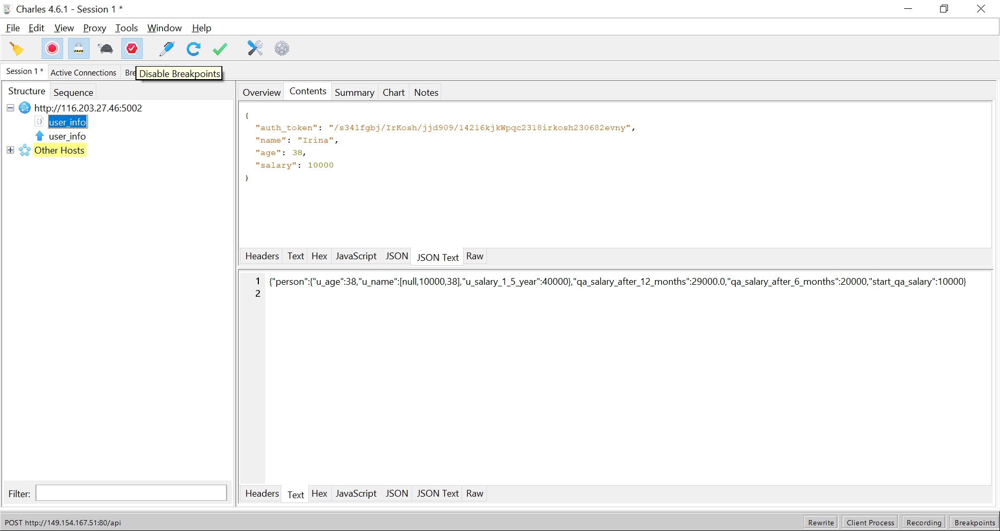 Charles 4.6.1 - Session 1 *
File Edit View Proxy Tools Window Help
Session 1 * Active Connections Bre
Disable Breakpoints
Structure Sequence
http://116.203.27.46:5002
user_info
user_info
Other Hosts
Filter:
Overview Contents Summary Chart Notes
{
"auth_token": "/s34lfgbj/IrKosh/jjd909/14216kjkWpqc2318irkosh230682evny",
"name": "Irina",
"age": 38,
"salary": 10000
}
Headers Text Hex JavaScript JSON JSON Text Raw
1 {"person":{"u_age":38,"u_name":[null,10000,38],"u_salary_1_5_year":40000},"qa_salary_after_12_months":29000.0,"qa_salary_after_6_months":20000,"start_qa_salary":10000}
2
Headers Text Hex JavaScript JSON JSON Text Raw
POST http://149.154.167.51:80/api
Rewrite Client Process Recording Breakpoints